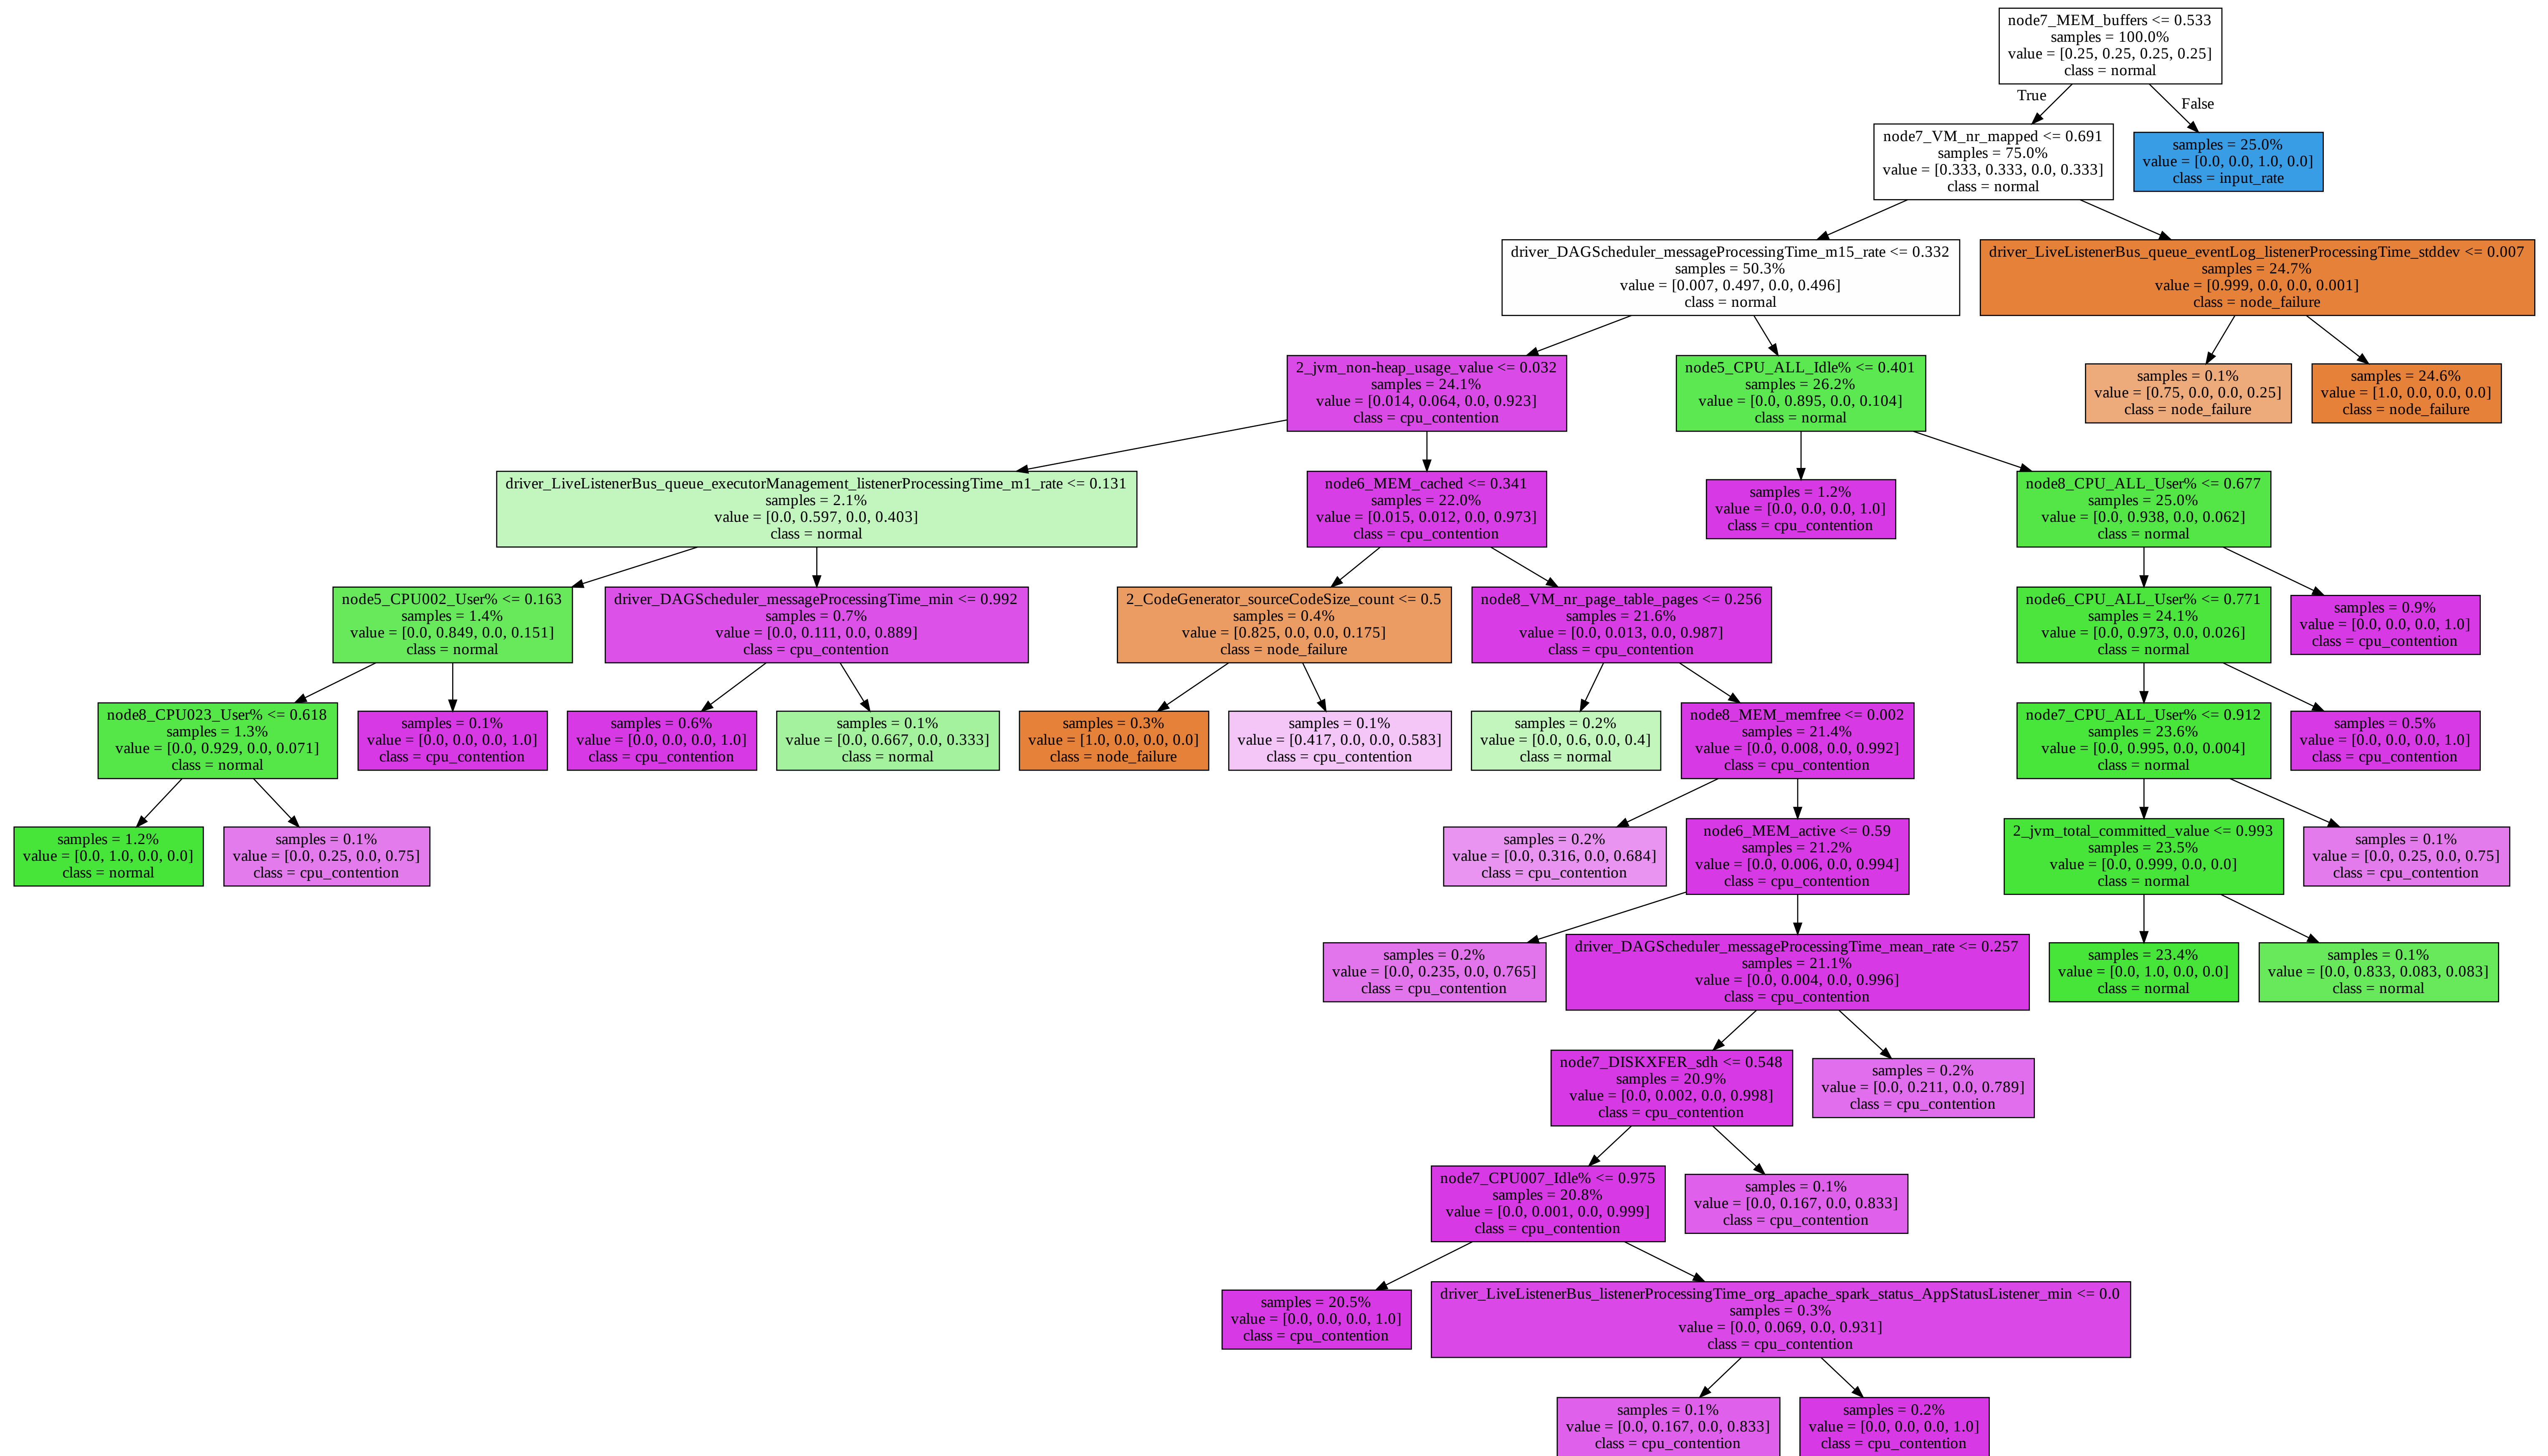 node7_MEM_buffers <= 0.533
samples = 100.0%
value = [0.25, 0.25, 0.25, 0.25]
class = normal
True
False
node7_VM_nr_mapped <= 0.691
samples = 75.0%
value = [0.333, 0.333, 0.0, 0.333]
class = normal
samples = 25.0%
value = [0.0, 0.0, 1.0, 0.0]
class = input_rate
driver_DAGScheduler_messageProcessingTime_m15_rate <= 0.332
samples = 50.3%
value = [0.007, 0.497, 0.0, 0.496]
class = normal
driver_LiveListenerBus_queue_eventLog_listenerProcessingTime_stddev <= 0.007
samples = 24.7%
value = [0.999, 0.0, 0.0, 0.001]
class = node_failure
2_jvm_non-heap_usage_value <= 0.032
samples = 24.1%
value = [0.014, 0.064, 0.0, 0.923]
class = cpu_contention
node5_CPU_ALL_Idle% <= 0.401
samples = 26.2%
value = [0.0, 0.895, 0.0, 0.104]
class = normal
samples = 0.1%
value = [0.75, 0.0, 0.0, 0.25]
class = node_failure
samples = 24.6%
value = [1.0, 0.0, 0.0, 0.0]
class = node_failure
driver_LiveListenerBus_queue_executorManagement_listenerProcessingTime_m1_rate <= 0.131
samples = 2.1%
value = [0.0, 0.597, 0.0, 0.403]
class = normal
node6_MEM_cached <= 0.341
samples = 22.0%
value = [0.015, 0.012, 0.0, 0.973]
class = cpu_contention
samples = 1.2%
value = [0.0, 0.0, 0.0, 1.0]
class = cpu_contention
node8_CPU_ALL_User% <= 0.677
samples = 25.0%
value = [0.0, 0.938, 0.0, 0.062]
class = normal
node5_CPU002_User% <= 0.163
samples = 1.4%
value = [0.0, 0.849, 0.0, 0.151]
class = normal
driver_DAGScheduler_messageProcessingTime_min <= 0.992
samples = 0.7%
value = [0.0, 0.111, 0.0, 0.889]
class = cpu_contention
2_CodeGenerator_sourceCodeSize_count <= 0.5
samples = 0.4%
value = [0.825, 0.0, 0.0, 0.175]
class = node_failure
node8_VM_nr_page_table_pages <= 0.256
samples = 21.6%
value = [0.0, 0.013, 0.0, 0.987]
class = cpu_contention
node6_CPU_ALL_User% <= 0.771
samples = 24.1%
value = [0.0, 0.973, 0.0, 0.026]
class = normal
samples = 0.9%
value = [0.0, 0.0, 0.0, 1.0]
class = cpu_contention
node8_CPU023_User% <= 0.618
samples = 1.3%
value = [0.0, 0.929, 0.0, 0.071]
class = normal
samples = 0.1%
value = [0.0, 0.0, 0.0, 1.0]
class = cpu_contention
samples = 0.6%
value = [0.0, 0.0, 0.0, 1.0]
class = cpu_contention
samples = 0.1%
value = [0.0, 0.667, 0.0, 0.333]
class = normal
samples = 0.3%
value = [1.0, 0.0, 0.0, 0.0]
class = node_failure
samples = 0.1%
value = [0.417, 0.0, 0.0, 0.583]
class = cpu_contention
samples = 0.2%
value = [0.0, 0.6, 0.0, 0.4]
class = normal
node8_MEM_memfree <= 0.002
samples = 21.4%
value = [0.0, 0.008, 0.0, 0.992]
class = cpu_contention
node7_CPU_ALL_User% <= 0.912
samples = 23.6%
value = [0.0, 0.995, 0.0, 0.004]
class = normal
samples = 0.5%
value = [0.0, 0.0, 0.0, 1.0]
class = cpu_contention
samples = 1.2%
value = [0.0, 1.0, 0.0, 0.0]
class = normal
samples = 0.1%
value = [0.0, 0.25, 0.0, 0.75]
class = cpu_contention
samples = 0.2%
value = [0.0, 0.316, 0.0, 0.684]
class = cpu_contention
node6_MEM_active <= 0.59
samples = 21.2%
value = [0.0, 0.006, 0.0, 0.994]
class = cpu_contention
2_jvm_total_committed_value <= 0.993
samples = 23.5%
value = [0.0, 0.999, 0.0, 0.0]
class = normal
samples = 0.1%
value = [0.0, 0.25, 0.0, 0.75]
class = cpu_contention
samples = 0.2%
value = [0.0, 0.235, 0.0, 0.765]
class = cpu_contention
driver_DAGScheduler_messageProcessingTime_mean_rate <= 0.257
samples = 21.1%
value = [0.0, 0.004, 0.0, 0.996]
class = cpu_contention
samples = 23.4%
value = [0.0, 1.0, 0.0, 0.0]
class = normal
samples = 0.1%
value = [0.0, 0.833, 0.083, 0.083]
class = normal
node7_DISKXFER_sdh <= 0.548
samples = 20.9%
value = [0.0, 0.002, 0.0, 0.998]
class = cpu_contention
samples = 0.2%
value = [0.0, 0.211, 0.0, 0.789]
class = cpu_contention
node7_CPU007_Idle% <= 0.975
samples = 20.8%
value = [0.0, 0.001, 0.0, 0.999]
class = cpu_contention
samples = 0.1%
value = [0.0, 0.167, 0.0, 0.833]
class = cpu_contention
samples = 20.5%
value = [0.0, 0.0, 0.0, 1.0]
class = cpu_contention
driver_LiveListenerBus_listenerProcessingTime_org_apache_spark_status_AppStatusListener_min <= 0.0
samples = 0.3%
value = [0.0, 0.069, 0.0, 0.931]
class = cpu_contention
samples = 0.1%
value = [0.0, 0.167, 0.0, 0.833]
class = cpu_contention
samples = 0.2%
value = [0.0, 0.0, 0.0, 1.0]
class = cpu_contention